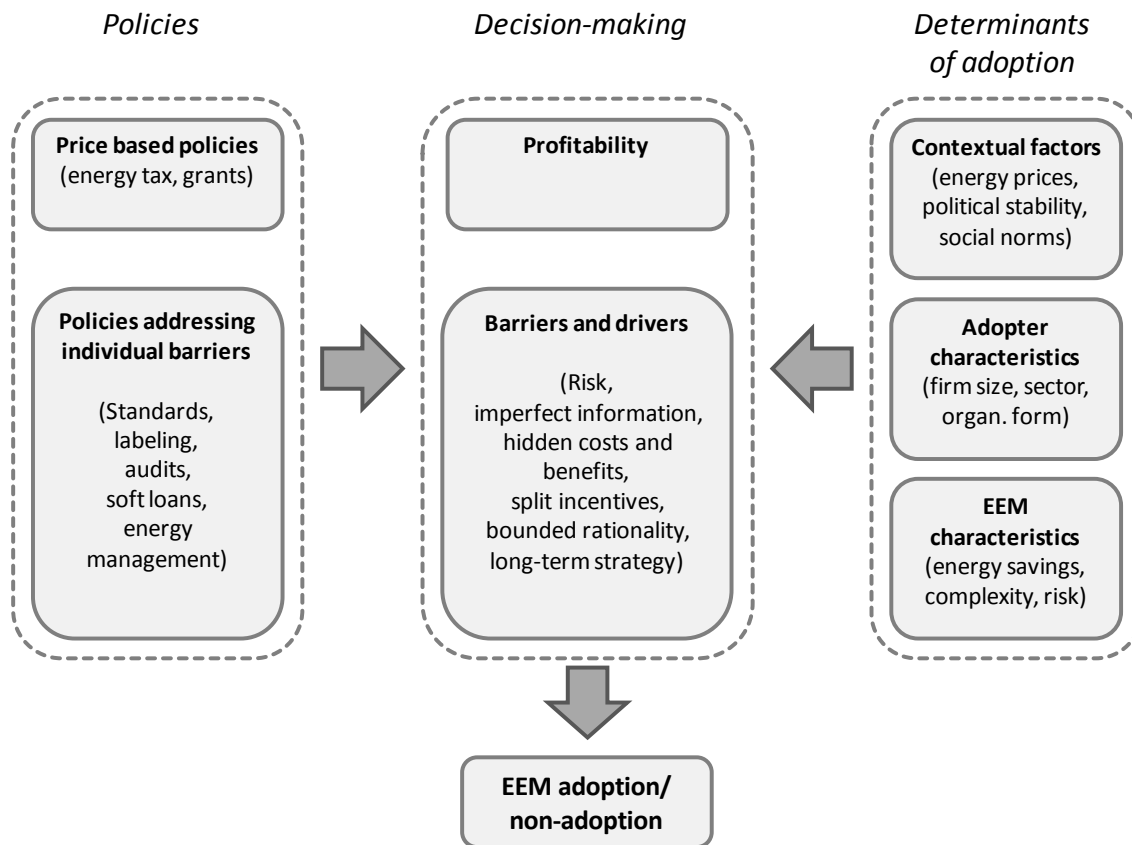 Policies
Price based policies
(energy tax, grants)
Policies addressing
individual barriers
(Standards,
labeling,
audits,
soft loans,
energy
management)
Decision-making
Profitability
Barriers and drivers
(Risk,
imperfect information,
hidden costs and
benefits,
split incentives,
bounded rationality,
long-term strategy)
Determinants
of adoption
Contextual factors
(energy prices,
political stability,
social norms)
Adopter
characteristics
(firm size, sector,
organ. form)
EEM
characteristics
(energy savings,
complexity, risk)
EEM adoption/
non-adoption